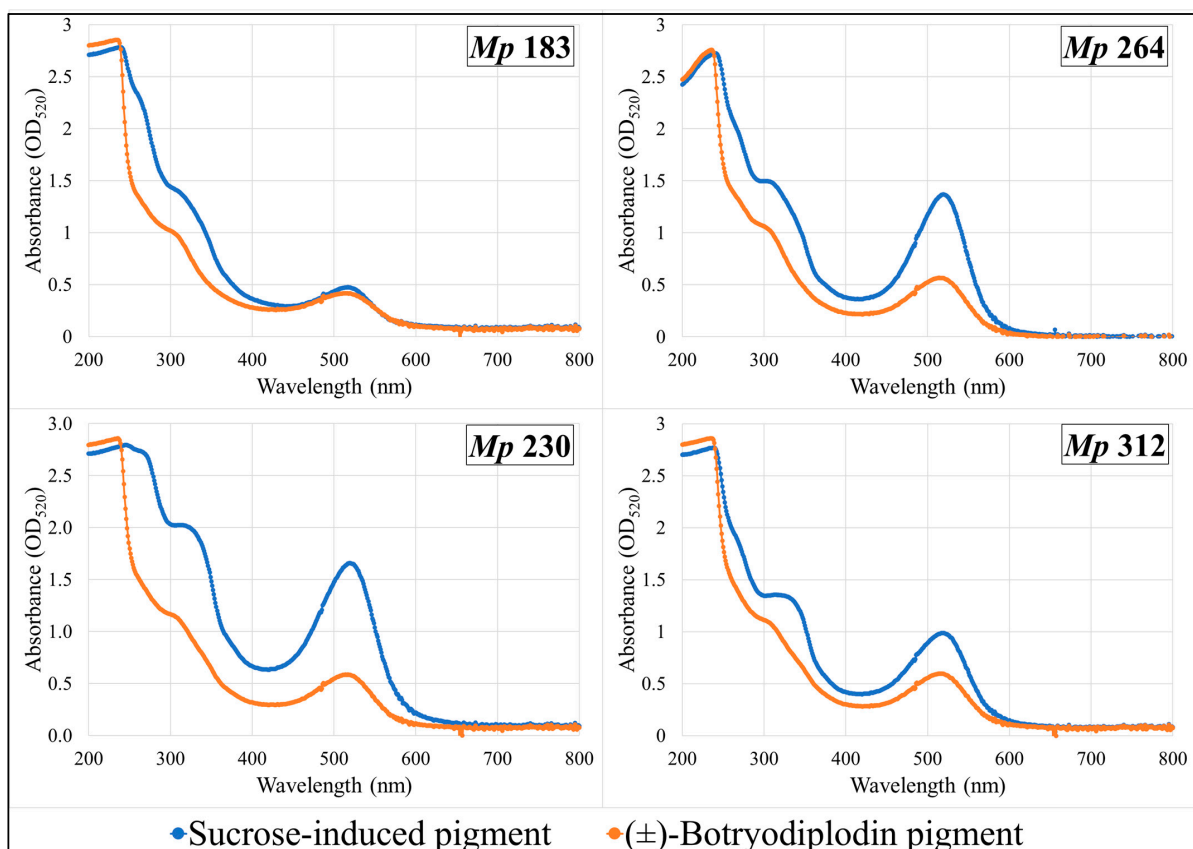 Mp 183
Absorbance (OD520)
3
2.5
2
1.5
1
0.5
0
200 300 400 500 600 700 800
Wavelength (nm)
Mp 264
Absorbance (OD520)
3
2.5
2
1.5
1
0.5
0
200 300 400 500 600 700 800
Wavelength (nm)
Mp 230
Absorbance (OD520)
3.0
2.5
2.0
1.5
1.0
0.5
0.0
200 300 400 500 600 700 800
Wavelength (nm)
Mp 312
Absorbance (OD520)
3
2.5
2
1.5
1
0.5
0
200 300 400 500 600 700 800
Wavelength (nm)
Sucrose-induced pigment (±)-Botryodiplodin pigment